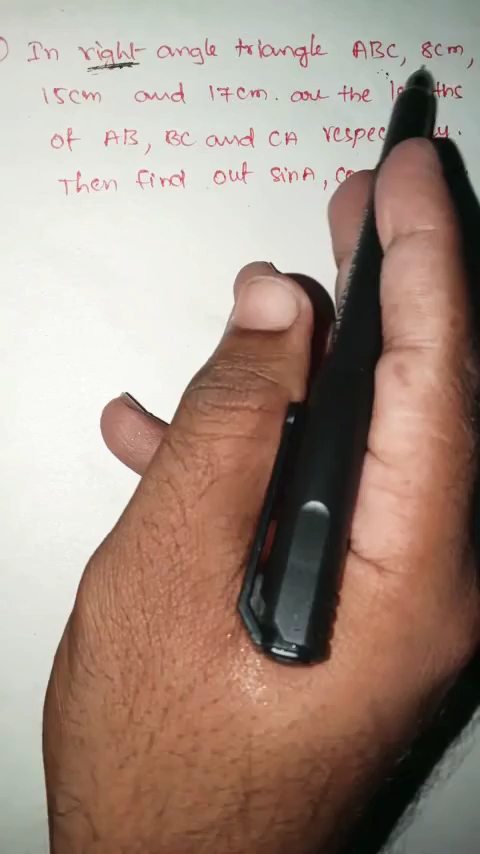 ) In right angle triangle ABC, 8cm,
15cm and 17cm. are the
of AB, BC and CA
Then find out sinA,